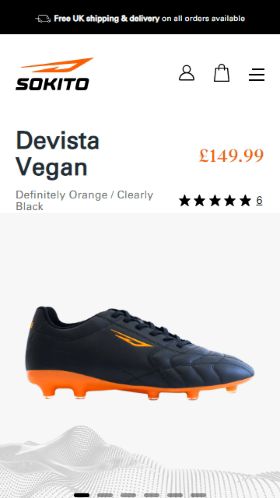 Free UK shipping & delivery on all orders available
SOKITO
Devista
Vegan
£149.99
Definitely Orange / Clearly
Black
6